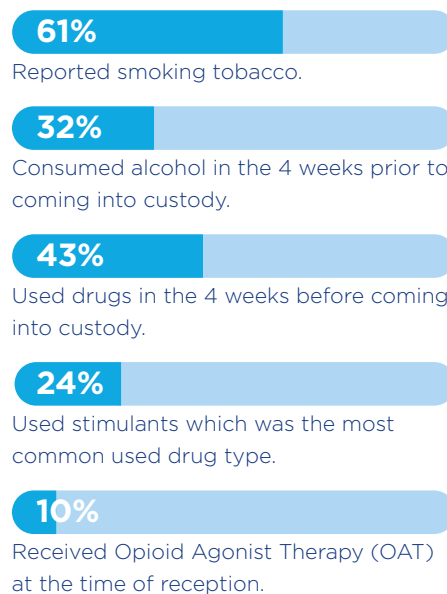 61%
Reported smoking tobacco.
32%
Consumed alcohol in the 4 weeks prior to
coming into custody.
43%
Used drugs in the 4 weeks before coming
into custody.
24%
Used stimulants which was the most
common used drug type.
10%
Received Opioid Agonist Therapy (OAT)
at the time of reception.